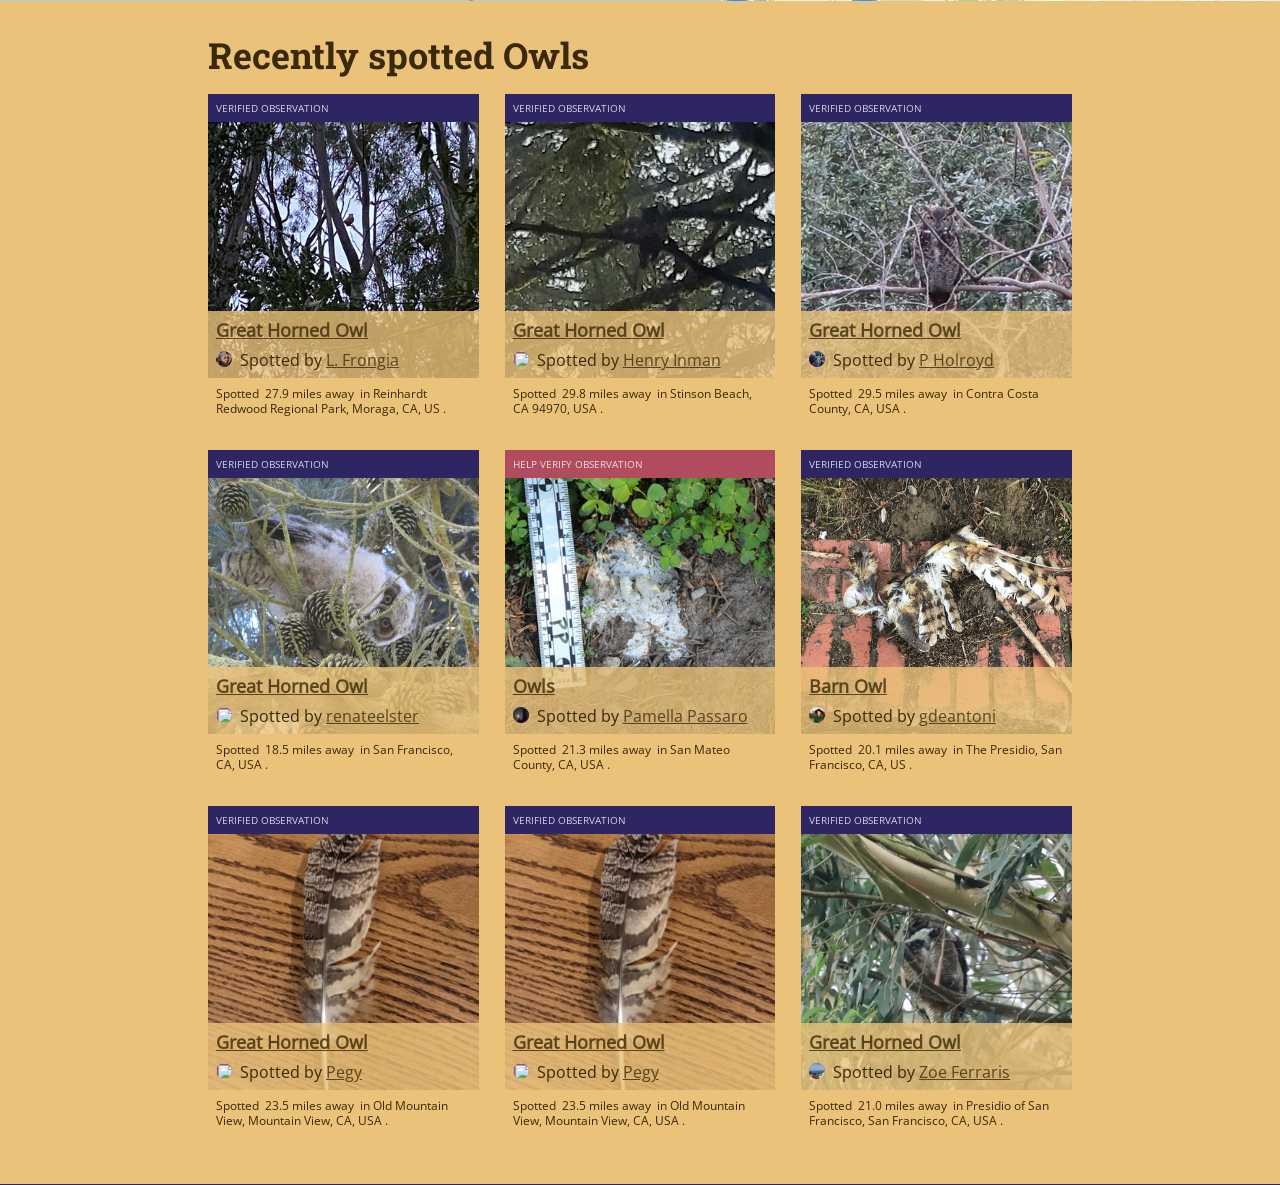 Recently spotted Owls
VERIFIED OBSERVATION
Great Horned Owl
Spotted by L. Frongia
Spotted 27.9 miles away in Reinhardt
Redwood Regional Park, Moraga, CA, US .
VERIFIED OBSERVATION
Great Horned Owl
Spotted by Henry Inman
Spotted 29.8 miles away in Stinson Beach,
CA 94970, USA .
VERIFIED OBSERVATION
Great Horned Owl
Spotted by P Holroyd
Spotted 29.5 miles away in Contra Costa
County, CA, USA .
VERIFIED OBSERVATION
Great Horned Owl
Spotted by renateelster
Spotted 18.5 miles away in San Francisco,
CA, USA .
HELP VERIFY OBSERVATION
PP
Owls
Spotted by Pamella Passaro
Spotted 21.3 miles away in San Mateo
County, CA, USA .
VERIFIED OBSERVATION
Barn Owl
Spotted by gdeantoni
Spotted 20.1 miles away in The Presidio, San
Francisco, CA, US .
VERIFIED OBSERVATION
Great Horned Owl
Spotted by Pegy
Spotted 23.5 miles away in Old Mountain
View, Mountain View, CA, USA .
VERIFIED OBSERVATION
Great Horned Owl
Spotted by Pegy
Spotted 23.5 miles away in Old Mountain
View, Mountain View, CA, USA .
VERIFIED OBSERVATION
Great Horned Owl
Spotted by Zoe Ferraris
Spotted 21.0 miles away in Presidio of San
Francisco, San Francisco, CA, USA .